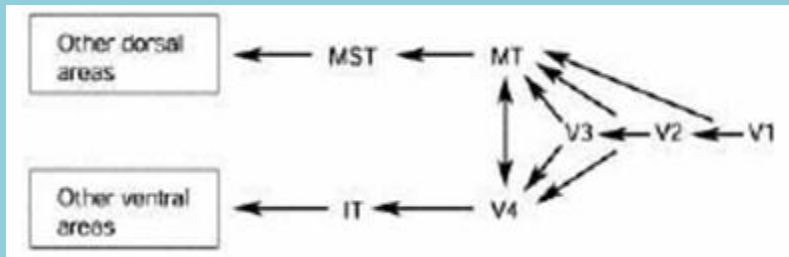 Other dorsal
areas
MST
MT
V3
V2
V1
Other ventral
areas
IT
V4